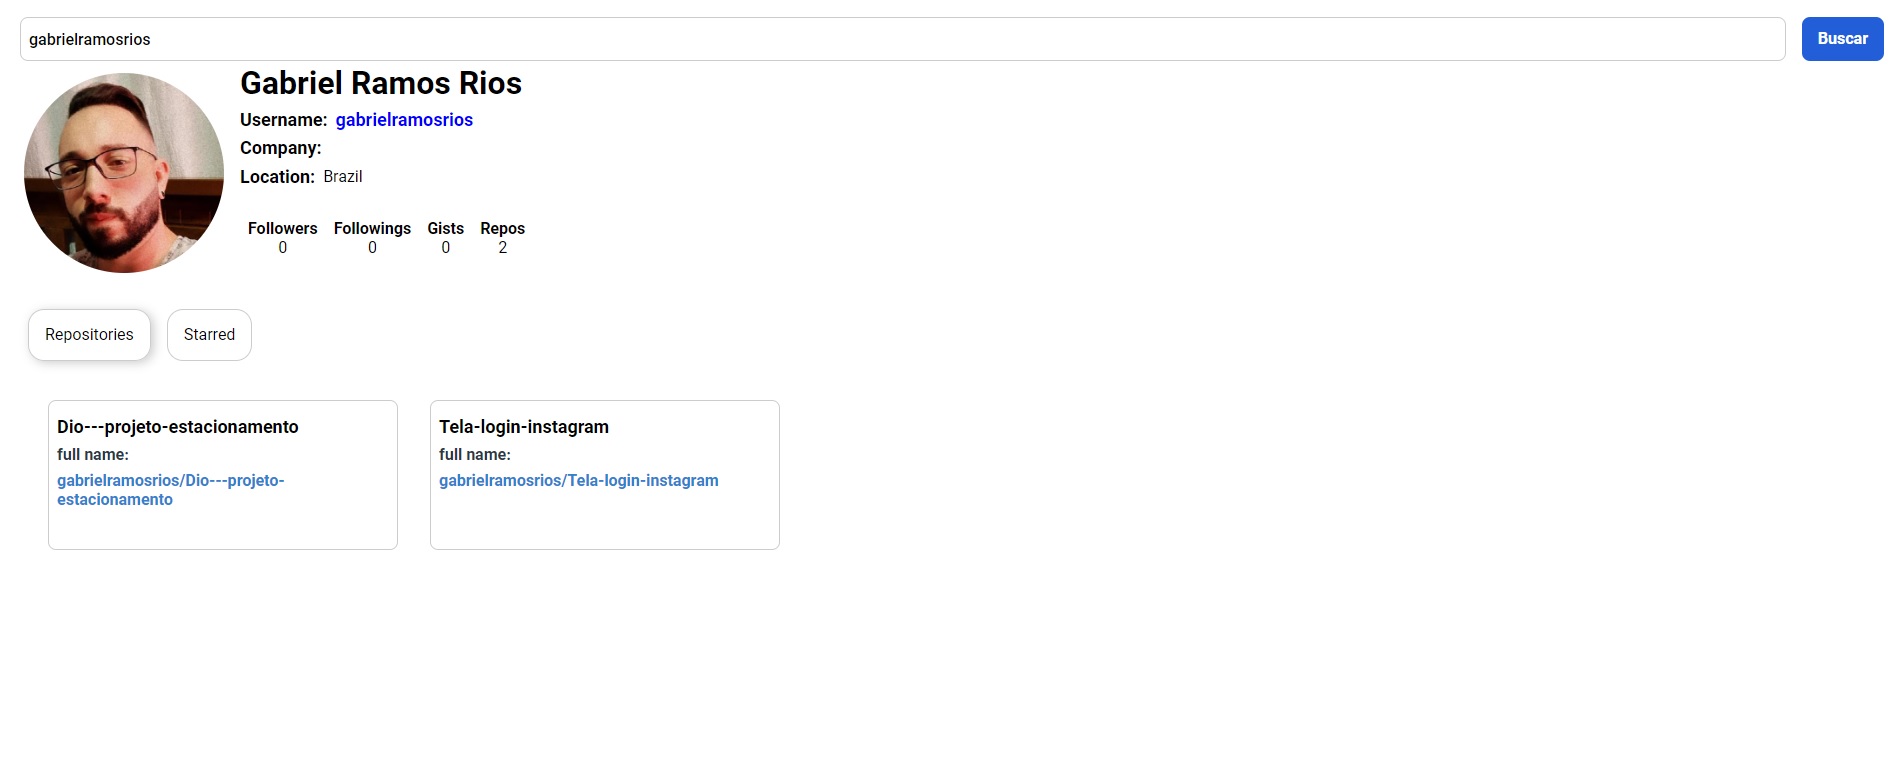 gabrielramosrios
Buscar
Gabriel Ramos Rios
Username: gabrielramosrios
Company:
Location: Brazil
Followers Followings Gists Repos
0 0 0 2
Repositories Starred
Dio---projeto-estacionamento
full name:
gabrielramosrios/Dio---projeto-
estacionamento
Tela-login-instagram
full name:
gabrielramosrios/Tela-login-instagram